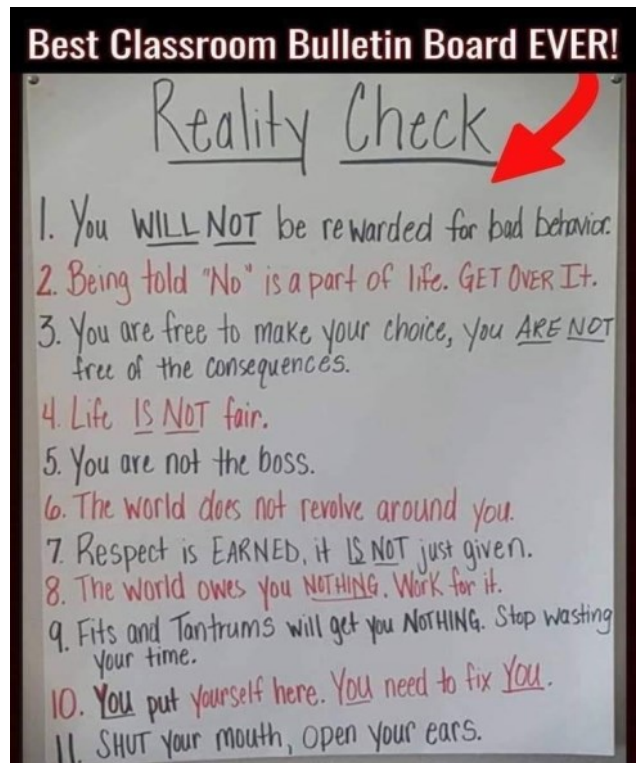 Best Classroom Bulletin Board EVER!
Reality Check
1. You WILL NOT be rewarded for bad behavior.
2. Being told "No" is a part of life. GET OVER It.
3. You are free to make your choice, you ARE NOT
free of the consequences.
4. Life IS NOT fair.
5. You are not the boss.
6. The world does not revolve around you.
7. Respect is EARNED, it IS NOT just given.
8. The world owes you NOTHING. Work for it.
9. Fits and Tantrums will get you NOTHING. Stop wasting
your time.
10. You put yourself here. You need to fix You.
11. SHUT your mouth, open your ears.